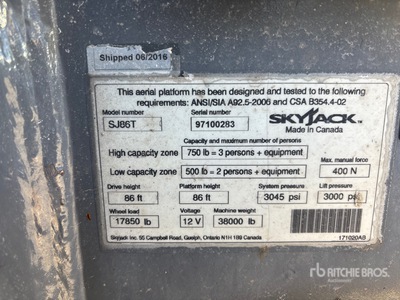 Shipped 06/2016
This aerial platform has been designed and tested to the following
requirements: ANSI/SIA A92.5-2006 and CSA B354.4-02
Model number Serial number SKYJACK
SJ86T 97100283 Made in Canada
Capacity and maximum number of persons
High capacity zone 750 lb = 3 persons + equipment Max. manual force
Low capacity zone 500 lb = 2 persons + equipment 400 N
Drive height Platform height System pressure Lift pressure
86 ft 86 ft 3045 psi 3000 psi
Wheel load Voltage Machine weight
17850 lb 12 V 38000 lb
Skyjack Inc. 55 Campbell Road, Guelph, Ontario N1H 1B9 Canada 171020AB
rb RITCHIE BROS.
Auctioneers